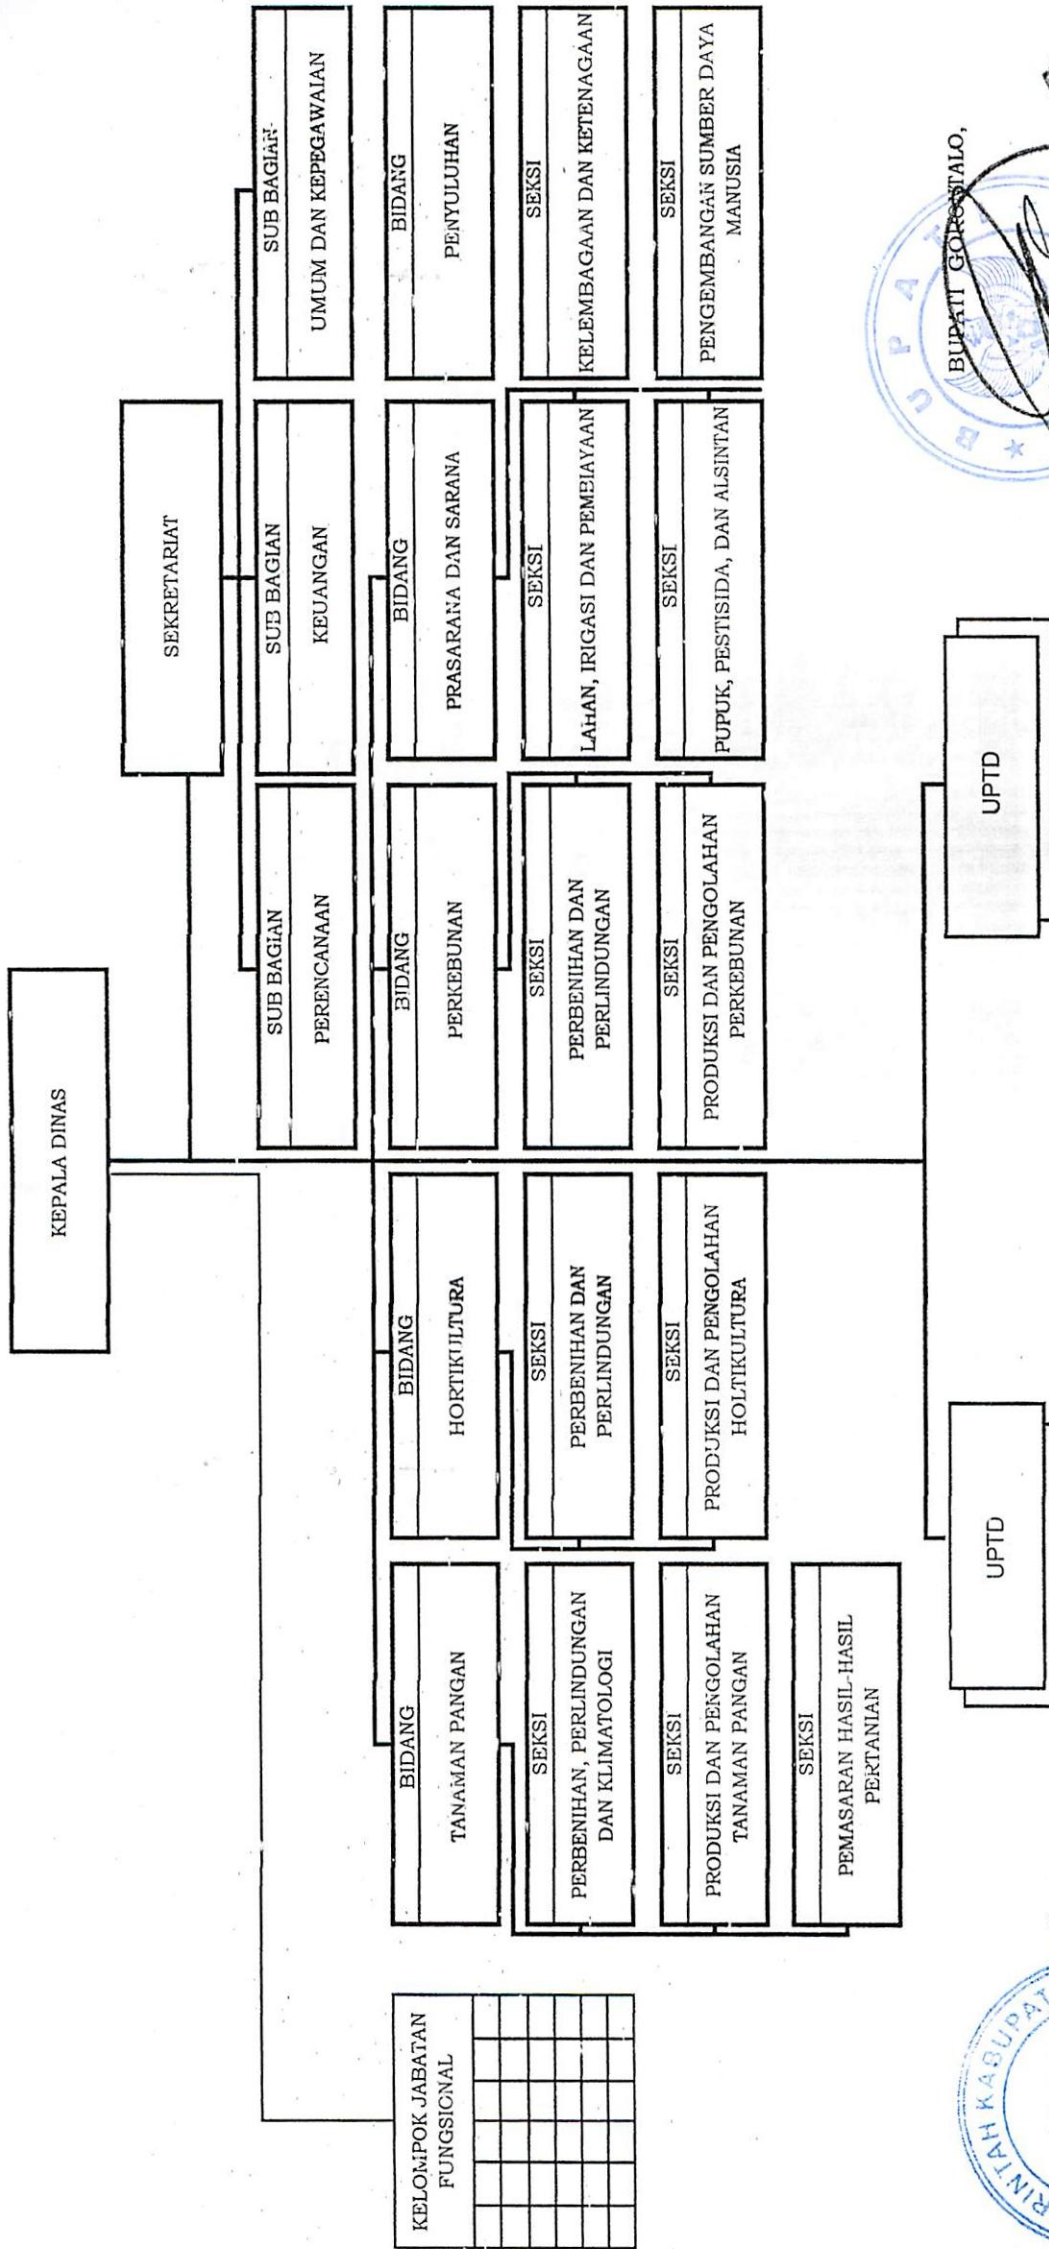 KEPALA DINAS
SEKRETARIAT
SUB BAGIAN
PERENCANAAN
SUB BAGIAN
KEUANGAN
SUB BAGIAN
UMUM DAN KEPEGAWAIAN
KELOMPOK JABATAN
FUNGSIONAL
BIDANG
TANAMAN PANGAN
BIDANG
HORTIKULTURA
BIDANG
PERKEBUNAN
BIDANG
PRASARANA DAN SARANA
BIDANG
PENYULUHAN
SEKSI
PERBENIHAN, PERLINDUNGAN
DAN KLIMATOLOGI
SEKSI
PERBENIHAN DAN
PERLINDUNGAN
SEKSI
PERBENIHAN DAN
PERLINDUNGAN
SEKSI
LAHAN, IRIGASI DAN PEMBIAYAAN
SEKSI
KELEMBAGAAN DAN KETENAGAAN
SEKSI
PRODUKSI DAN PENGOLAHAN
TANAMAN PANGAN
SEKSI
PRODUKSI DAN PENGOLAHAN
HOLTIKULTURA
SEKSI
PRODUKSI DAN PENGOLAHAN
PERKEBUNAN
SEKSI
PUPUK, PESTISIDA, DAN ALSINTAN
SEKSI
PENGEMBANGAN SUMBER DAYA
MANUSIA
SEKSI
PEMASARAN HASIL-HASIL
PERTANIAN
UPTD
UPTD
BUPATI GORONTALO,
BUPAT
RINTAH KABUPAT